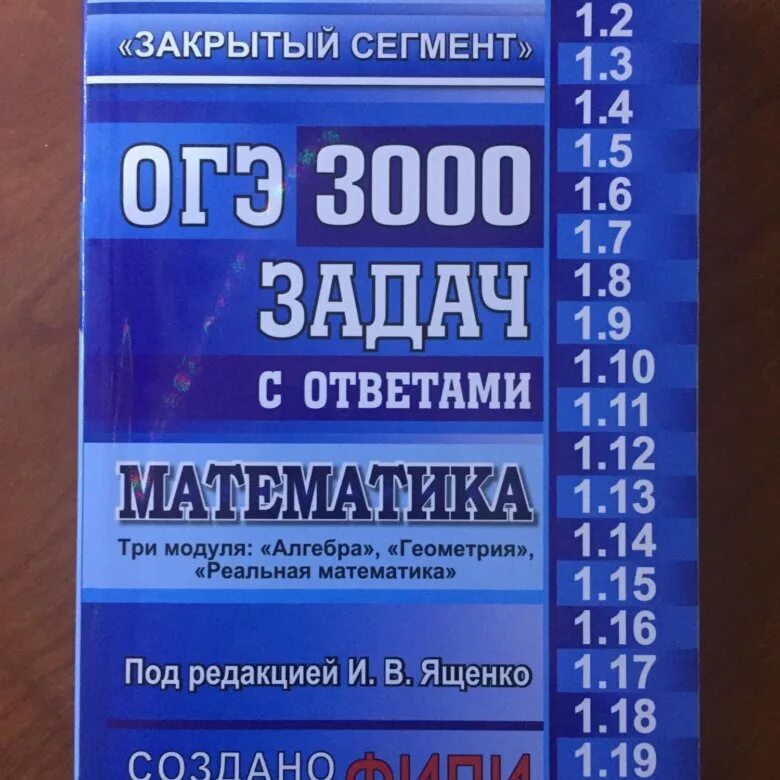 «ЗАКРЫТЫЙ СЕГМЕНТ»
ОГЭ 3000
ЗАДАЧ
С ОТВЕТАМИ
МАТЕМАТИКА
Три модуля: «Алгебра», «Геометрия»,
«Реальная математика»
Под редакцией И. В. Ященко
СОЗДАНО ФИПИ
1.2
1.3
1.4
1.5
1.6
1.7
1.8
1.9
1.10
1.11
1.12
1.13
1.14
1.15
1.16
1.17
1.18
1.19